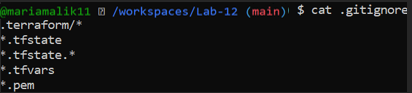 @mariamalik11 /workspaces/Lab-12 (main) $ cat .gitignore
.terraform/*
*.tfstate
*.tfstate.*
*.tfvars
*.pem